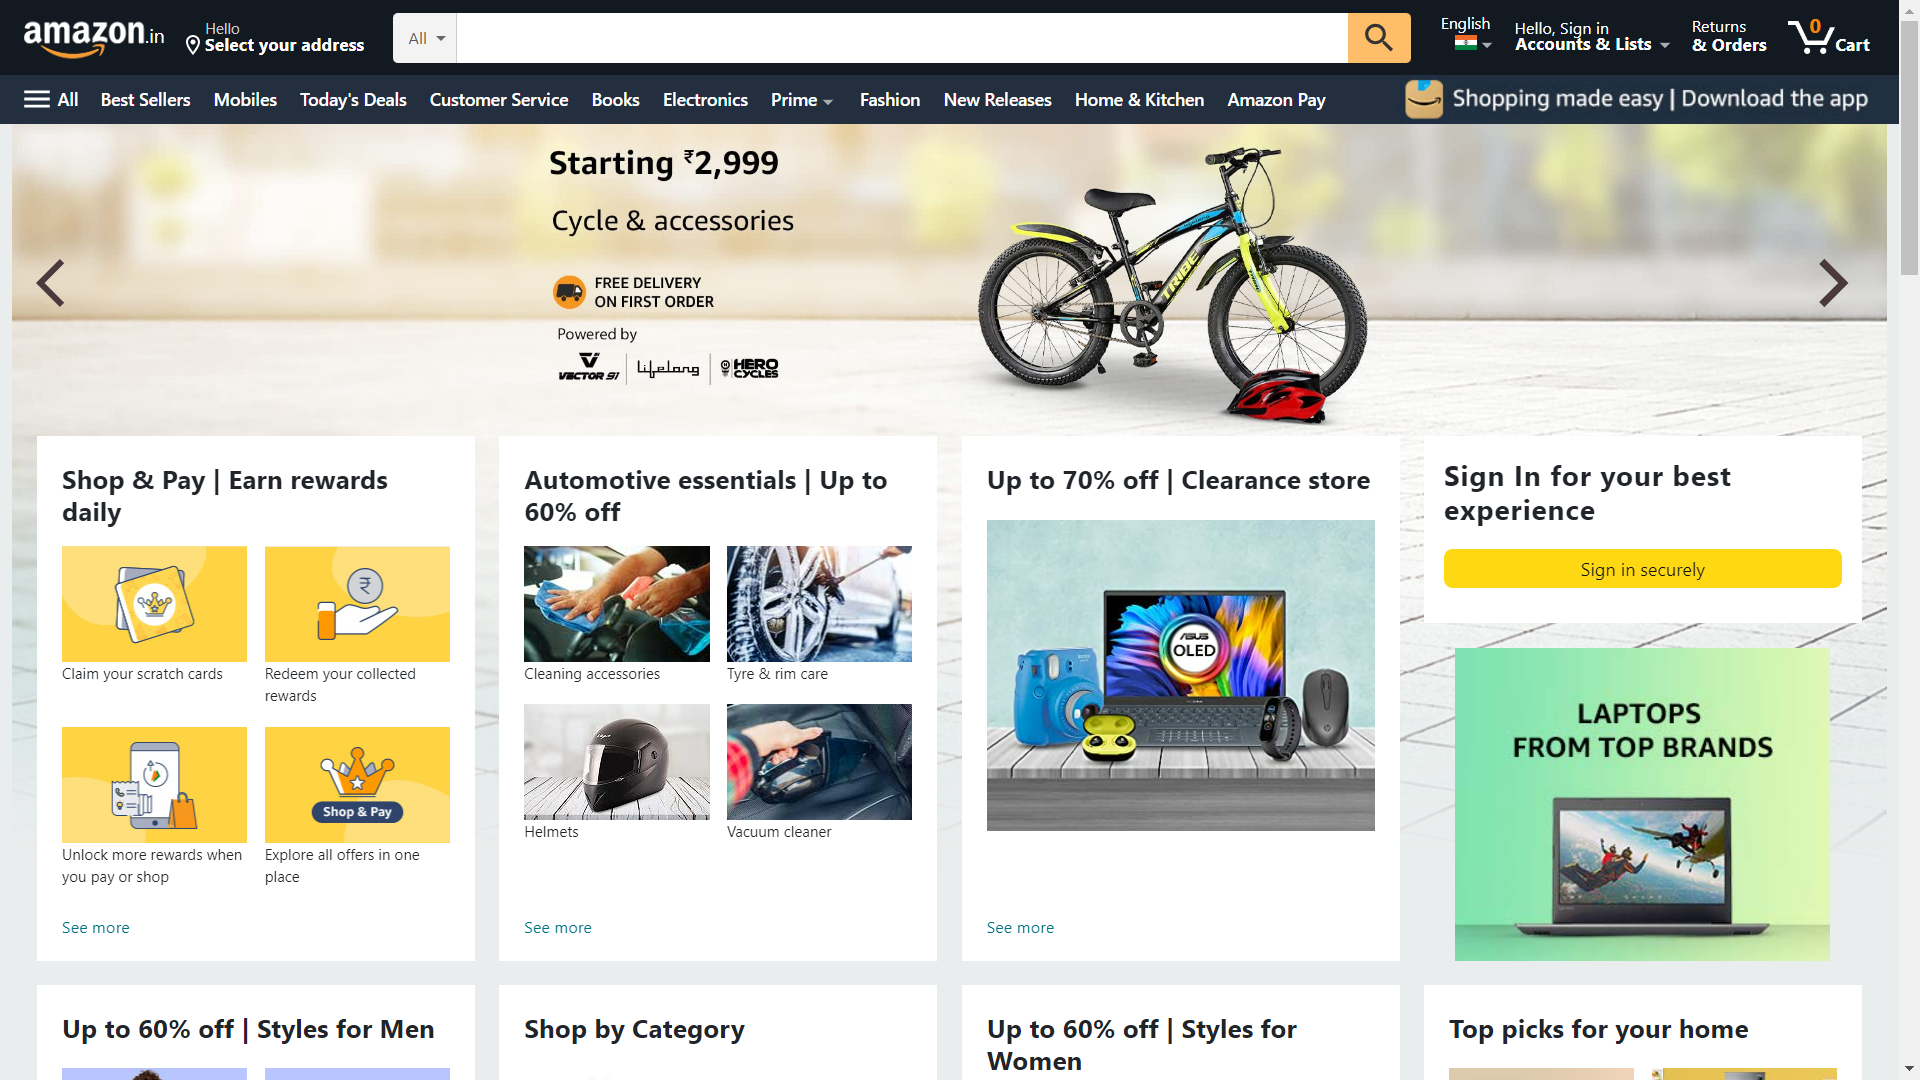 amazon.in
Hello
Select your address
All
English
Hello, Sign in
Accounts & Lists
Returns
& Orders
0
Cart
All
Best Sellers
Mobiles
Today's Deals
Customer Service
Books
Electronics
Prime
Fashion
New Releases
Home & Kitchen
Amazon Pay
Shopping made easy | Download the app
Starting ₹2,999
Cycle & accessories
FREE DELIVERY
ON FIRST ORDER
Powered by
VECTOR 91
Lifelong
HERO
CYCLES
TRIBE
Shop & Pay | Earn rewards
daily
Claim your scratch cards
Redeem your collected
rewards
Shop & Pay
Unlock more rewards when
you pay or shop
Explore all offers in one
place
See more
Automotive essentials | Up to
60% off
Cleaning accessories
Tyre & rim care
Helmets
Vacuum cleaner
See more
Up to 70% off | Clearance store
ASUS
OLED
See more
Sign In for your best
experience
Sign in securely
LAPTOPS
FROM TOP BRANDS
Up to 60% off | Styles for Men
Shop by Category
Up to 60% off | Styles for
Women
Top picks for your home